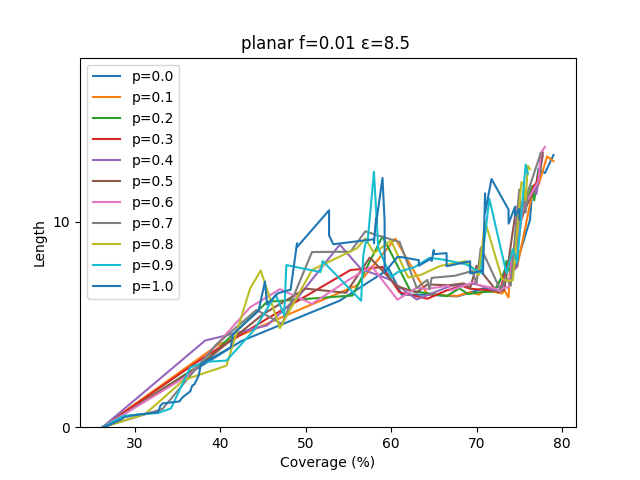 planar f=0.01 ε=8.5
p=0.0
p=0.1
p=0.2
p=0.3
p=0.4
p=0.5
p=0.6
p=0.7
p=0.8
p=0.9
p=1.0
Length
10
0
30 40 50 60 70 80
Coverage (%)